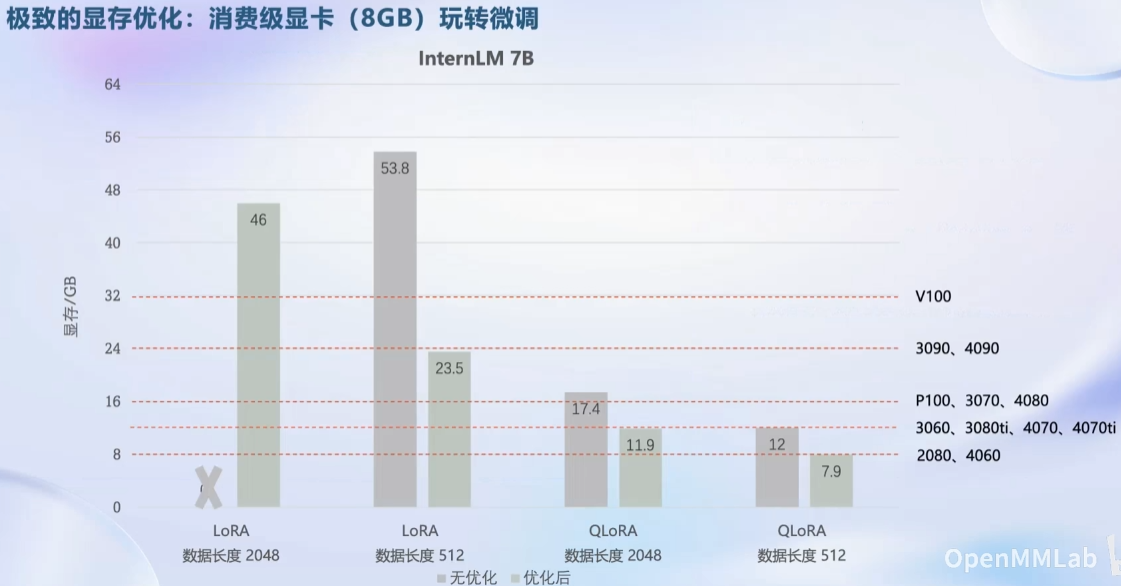 极致的显存优化：消费级显卡（8GB）玩转微调
InternLM 7B
64
56
48
40
32
24
16
8
0
显存/GB
46
53.8
23.5
17.4
11.9
12
7.9
V100
3090、4090
P100、3070、4080
3060、3080ti、4070、4070ti
2080、4060
LoRA
数据长度 2048
LoRA
数据长度 512
QLoRA
数据长度 2048
QLoRA
数据长度 512
无优化 优化后
OpenMMLab